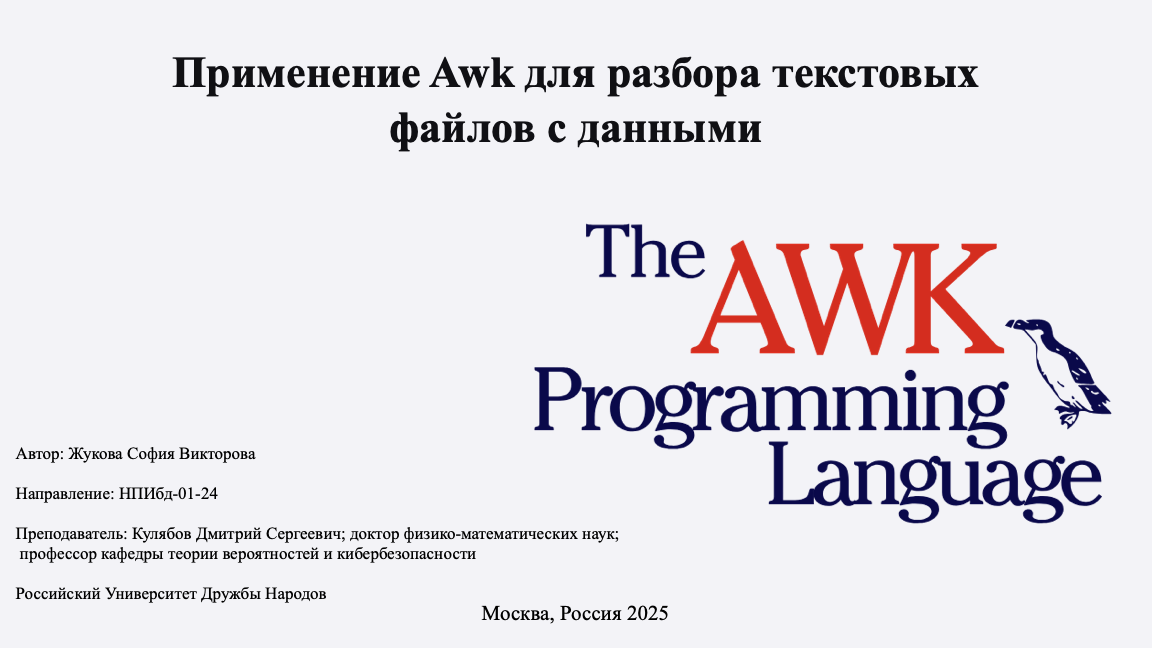 Применение Awk для разбора текстовых
файлов с данными
The AWK
Programming
Language
Автор: Жукова София Викторова
Направление: НПИбд-01-24
Преподаватель: Кулябов Дмитрий Сергеевич; доктор физико-математических наук;
профессор кафедры теории вероятностей и кибербезопасности
Российский Университет Дружбы Народов
Москва, Россия 2025